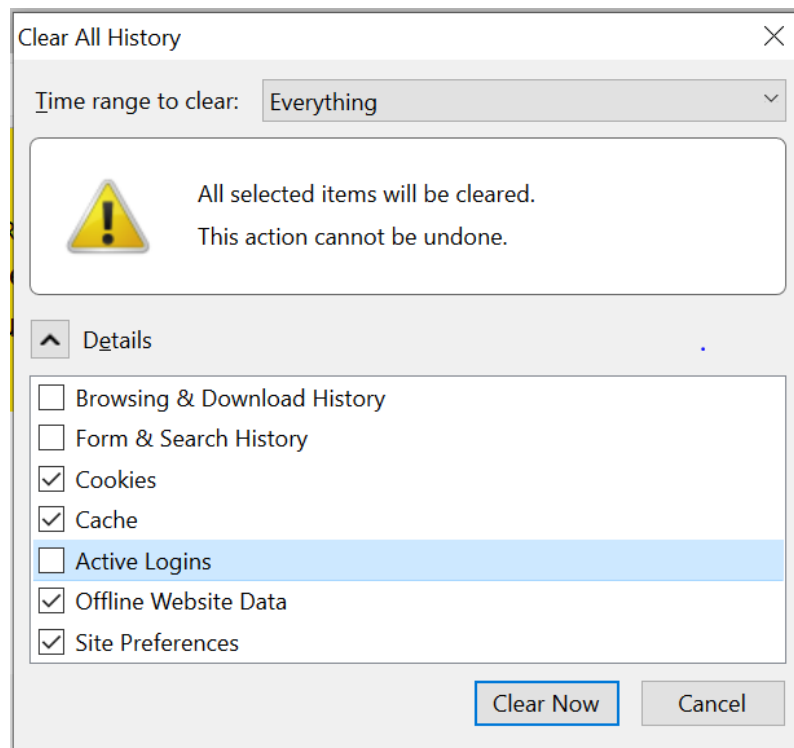 Clear All History
Time range to clear: Everything
All selected items will be cleared.
This action cannot be undone.
Details
Browsing & Download History
Form & Search History
Cookies
Cache
Active Logins
Offline Website Data
Site Preferences
Clear Now Cancel